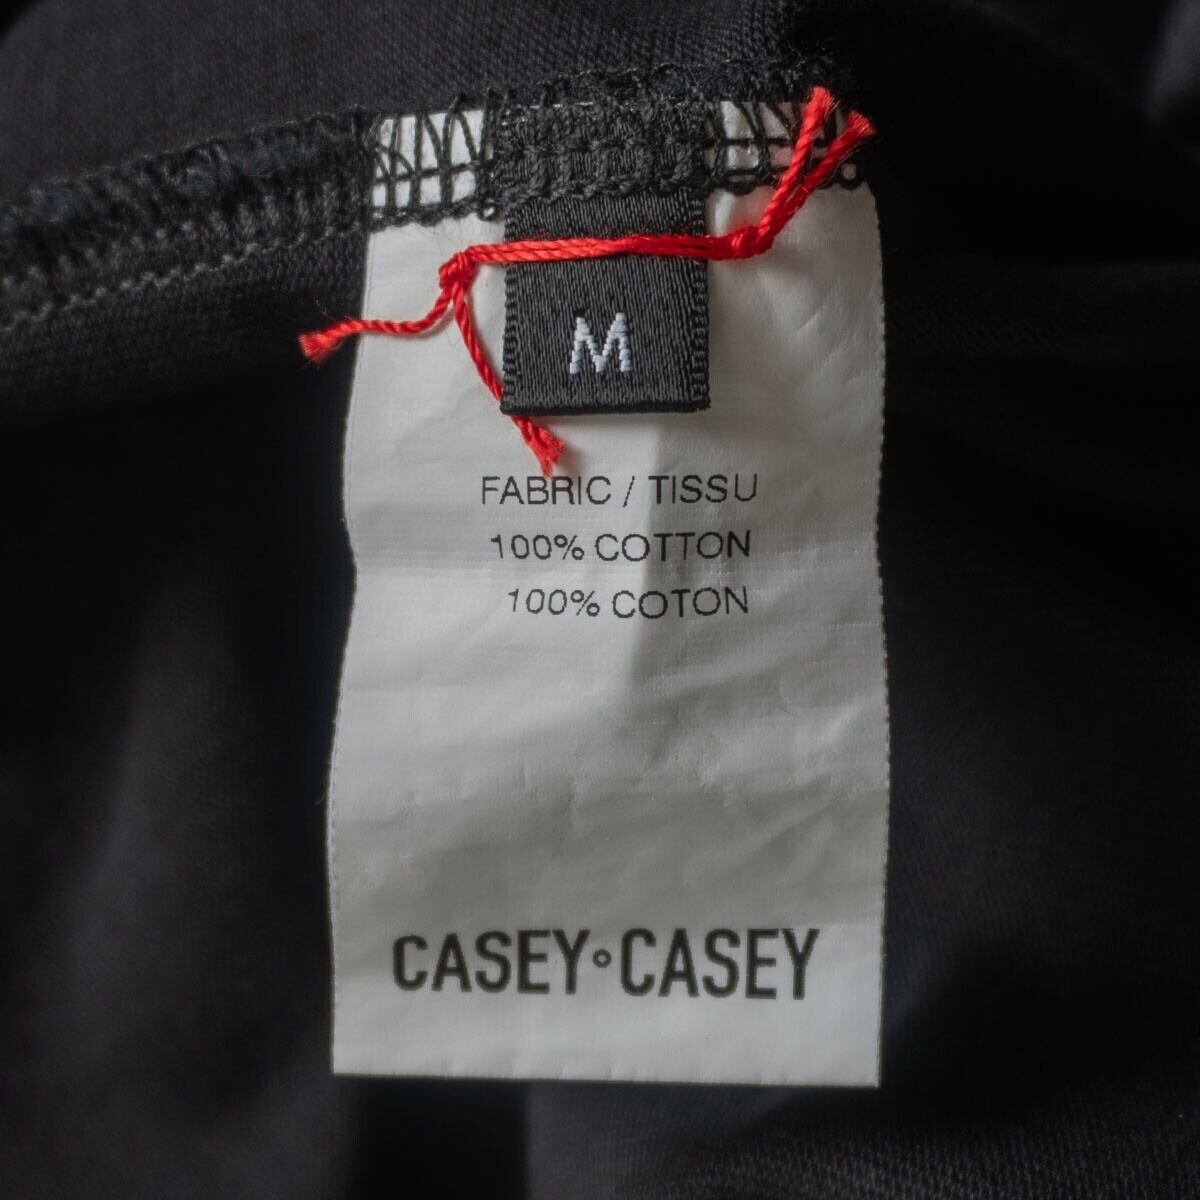 M
FABRIC / TISSU
100% COTTON
100% COTON
CASEY∘CASEY